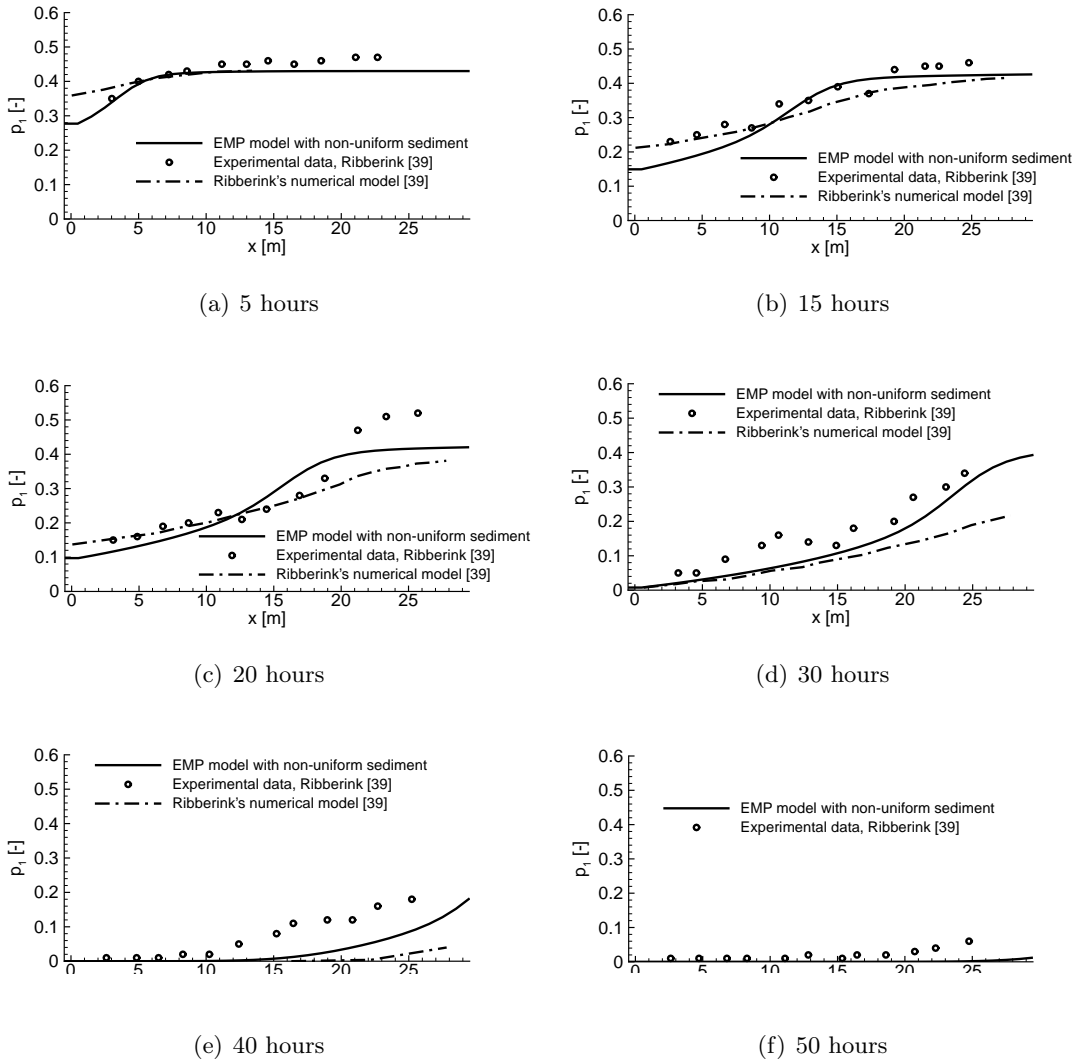 0.6
0.5
0.4
0.3
0.2
0.1
0
p1 [-]
0 5 10 15 20 25
x [m]
EMP model with non-uniform sediment
Experimental data, Ribberink [39]
Ribberink's numerical model [39]
(a) 5 hours
0.6
0.5
0.4
0.3
0.2
0.1
0
p1 [-]
0 5 10 15 20 25
x [m]
EMP model with non-uniform sediment
Experimental data, Ribberink [39]
Ribberink's numerical model [39]
(b) 15 hours
0.6
0.5
0.4
0.3
0.2
0.1
0
p1 [-]
0 5 10 15 20 25
x [m]
EMP model with non-uniform sediment
Experimental data, Ribberink [39]
Ribberink's numerical model [39]
(c) 20 hours
0.6
0.5
0.4
0.3
0.2
0.1
0
p1 [-]
0 5 10 15 20 25
x [m]
EMP model with non-uniform sediment
Experimental data, Ribberink [39]
Ribberink's numerical model [39]
(d) 30 hours
0.6
0.5
0.4
0.3
0.2
0.1
0
p1 [-]
0 5 10 15 20 25
EMP model with non-uniform sediment
Experimental data, Ribberink [39]
Ribberink's numerical model [39]
(e) 40 hours
0.6
0.5
0.4
0.3
0.2
0.1
0
p1 [-]
0 5 10 15 20 25
EMP model with non-uniform sediment
Experimental data, Ribberink [39]
(f) 50 hours